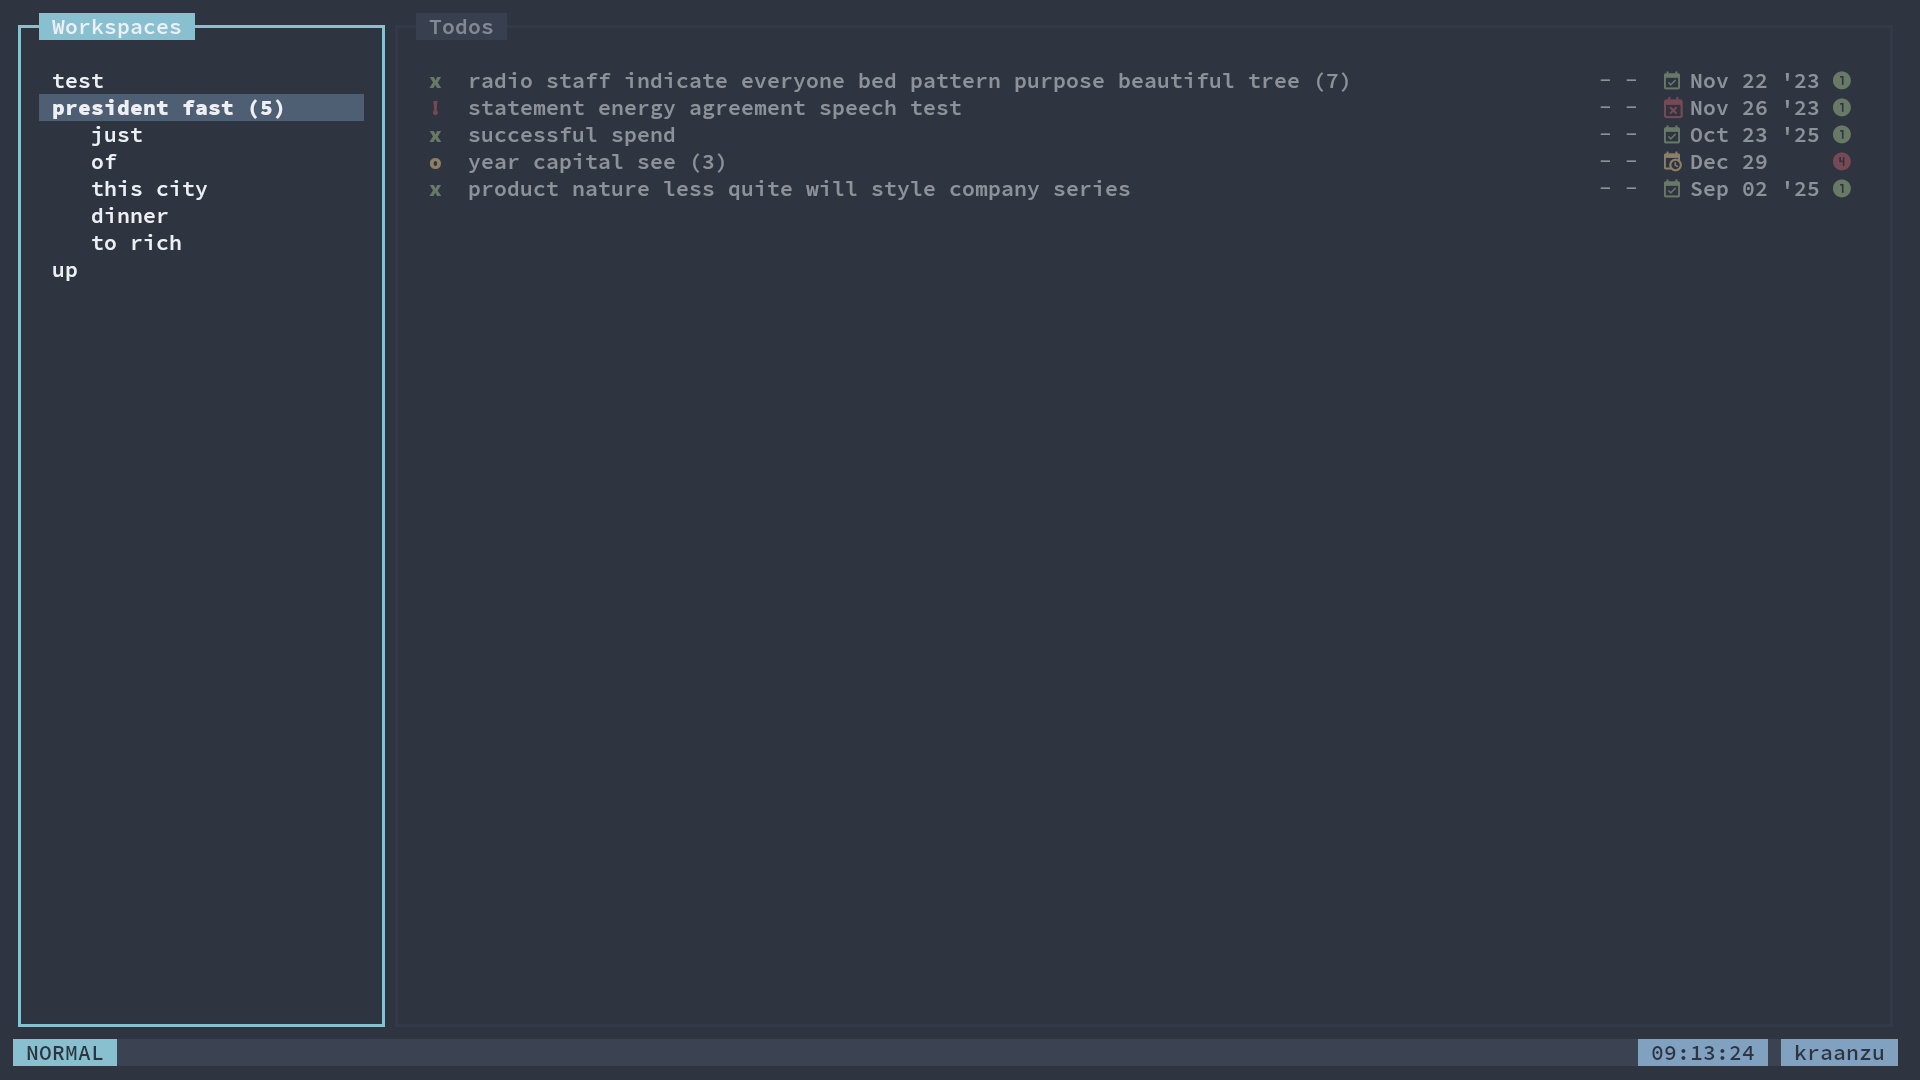 Workspaces
test
president fast (5)
just
of
this city
dinner
to rich
up
Todos
x radio staff indicate everyone bed pattern purpose beautiful tree (7) - - Nov 22 '23 1
! statement energy agreement speech test - - Nov 26 '23 1
x successful spend - - Oct 23 '25 1
o year capital see (3) - - Dec 29 4
x product nature less quite will style company series - - Sep 02 '25 1
NORMAL 09:13:24 kraanzu